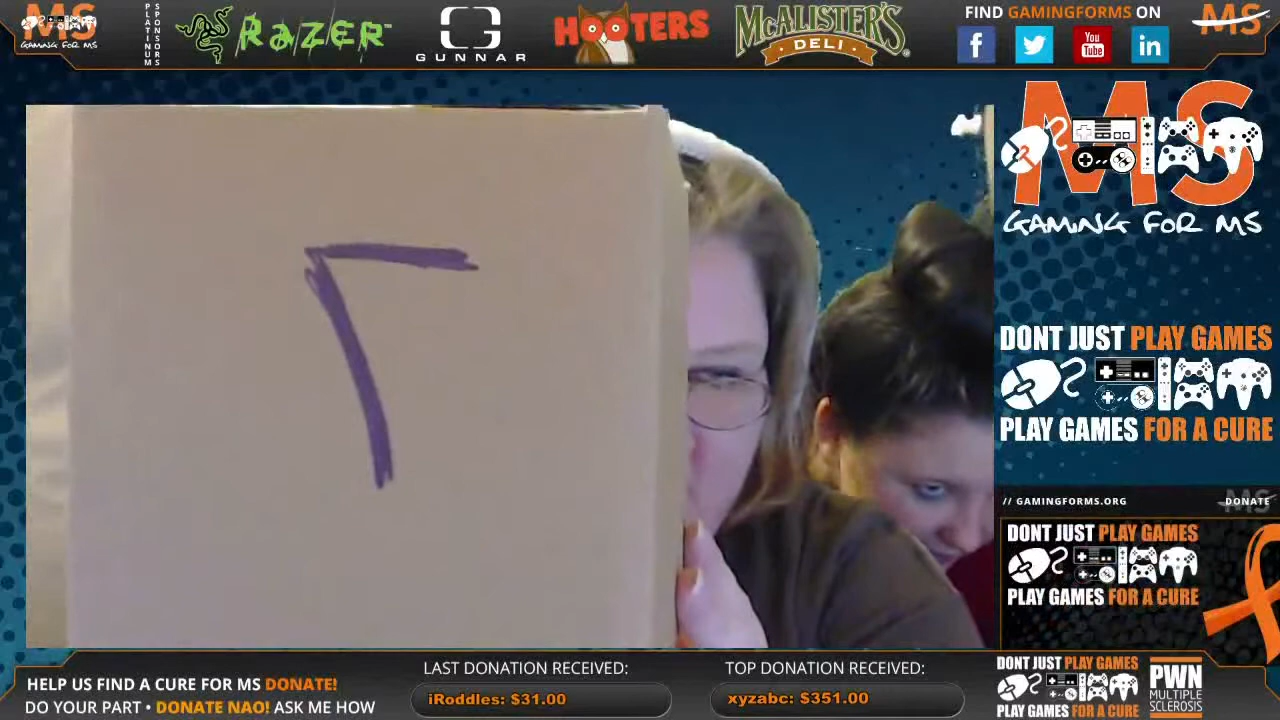 MS
GAMING FOR MS
PLATINUM
SPONSORS
RAZER
GUNNAR
HOOTERS
McALISTER'S
DELI
FIND GAMINGFORMS ON
f
You
Tube
in
MS
MS
GAMING FOR MS
DONT JUST PLAY GAMES
PLAY GAMES FOR A CURE
// GAMINGFORMS.ORG
MS
DONATE
DONT JUST PLAY GAMES
PLAY GAMES FOR A CURE
HELP US FIND A CURE FOR MS DONATE!
DO YOUR PART • DONATE NAO! ASK ME HOW
LAST DONATION RECEIVED:
iRoddles: $31.00
TOP DONATION RECEIVED:
xyzabc: $351.00
DONT JUST PLAY GAMES
PLAY GAMES FOR A CURE
PWN
MULTIPLE
SCLEROSIS